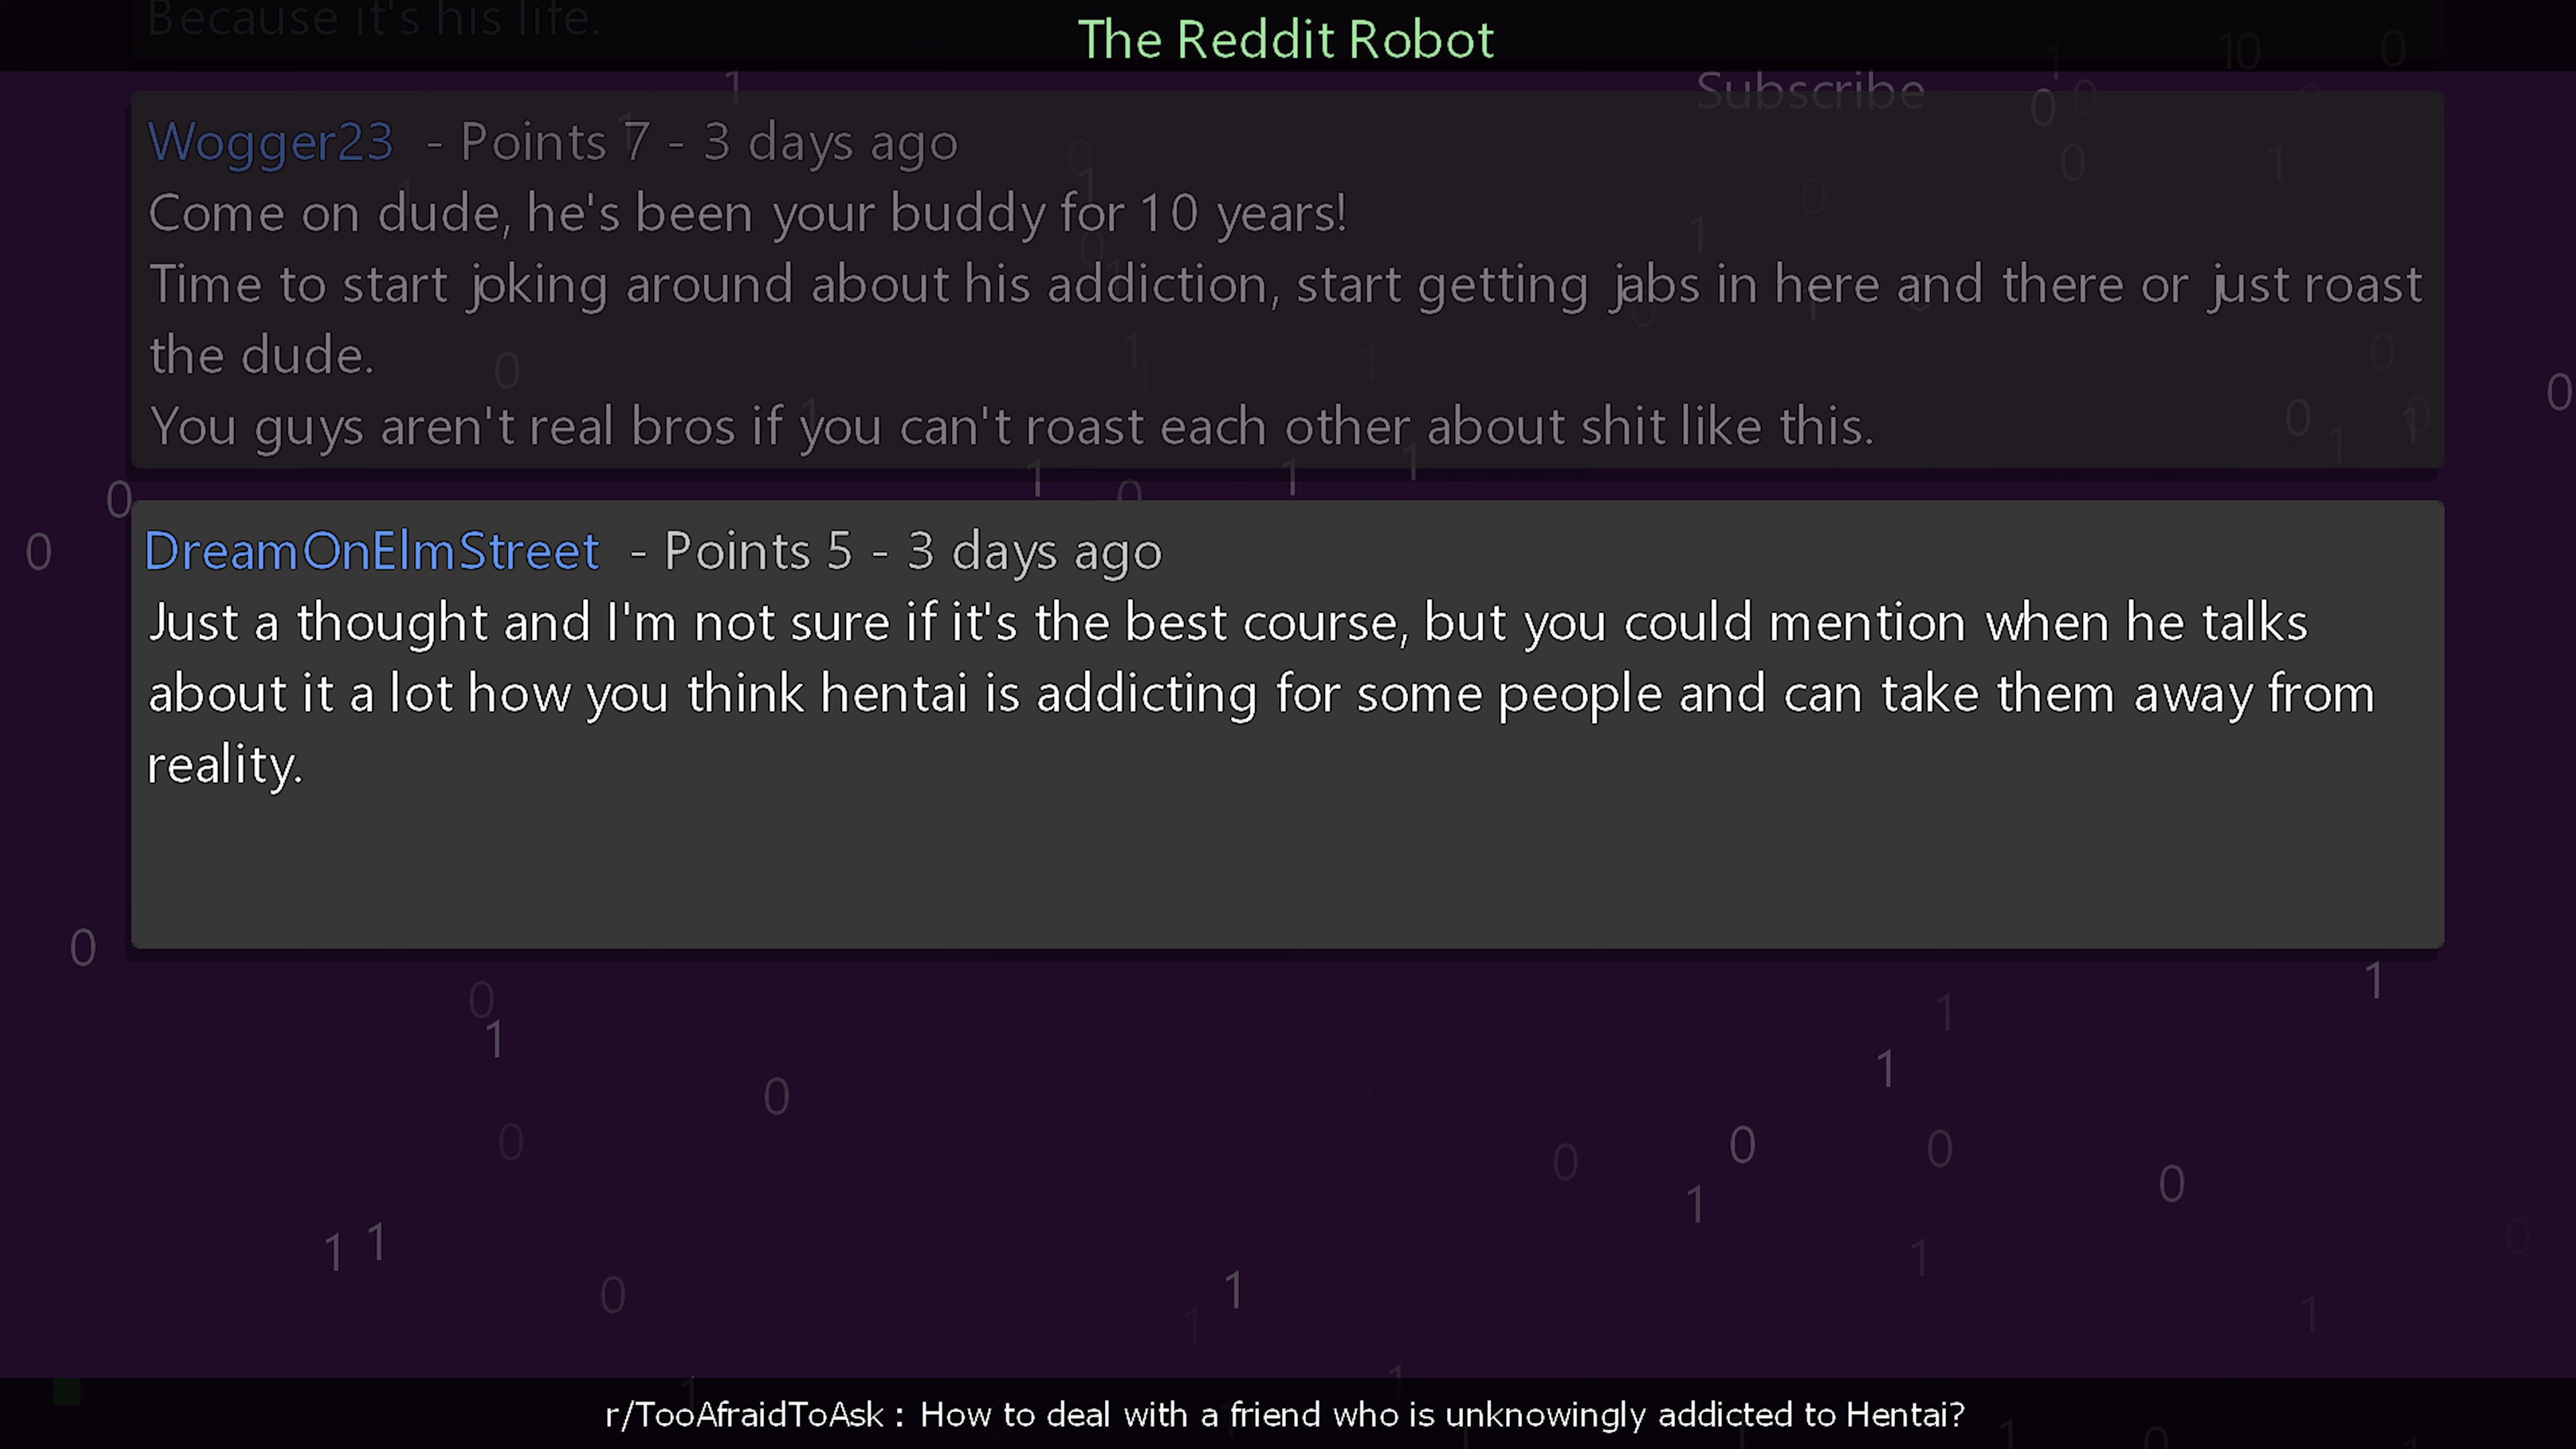 Because it's his life.
The Reddit Robot
Subscribe
Wogger23 - Points 7 - 3 days ago
Come on dude, he's been your buddy for 10 years!
Time to start joking around about his addiction, start getting jabs in here and there or just roast
the dude.
You guys aren't real bros if you can't roast each other about shit like this.
DreamOnElmStreet - Points 5 - 3 days ago
Just a thought and I'm not sure if it's the best course, but you could mention when he talks
about it a lot how you think hentai is addicting for some people and can take them away from
reality.
r/TooAfraidToAsk : How to deal with a friend who is unknowingly addicted to Hentai?